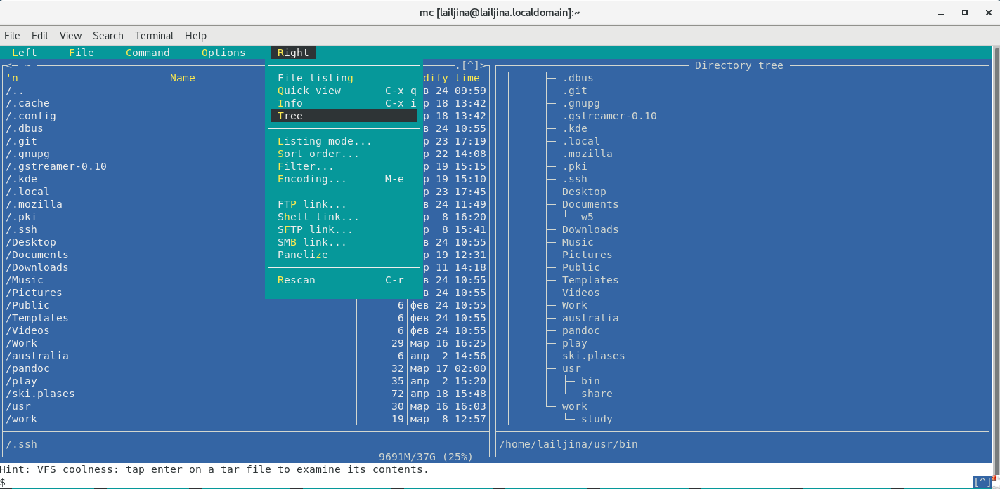 mc [lailjina@lailjina.localdomain]:~
File Edit View Search Terminal Help
Left File Command Options Right
<─ ~ .[^]> Directory tree
'n Name File listing dify time .dbus
/.. Quick view C-x q в 24 09:59 .git
/.cache Info C-x i р 18 13:42 .gnupg
/.config Tree р 18 13:42 .gstreamer-0.10
/.dbus в 24 10:55 .kde
/.git Listing mode... р 23 17:19 .local
/.gnupg Sort order... р 22 14:08 .mozilla
/.gstreamer-0.10 Filter... р 19 15:15 .pki
/.kde Encoding... M-e р 19 15:10 .ssh
/.local р 23 17:45 Desktop
/.mozilla FTP link... в 24 11:49 Documents
/.pki Shell link... р 8 16:20 w5
/.ssh SFTP link... р 8 15:41 Downloads
/Desktop SMB link... в 24 10:55 Music
/Documents Panelize р 19 12:31 Pictures
/Downloads р 11 14:18 Public
/Music Rescan C-r в 24 10:55 Templates
/Pictures в 24 10:55 Videos
/Public 6 фев 24 10:55 Work
/Templates 6 фев 24 10:55 australia
/Videos 6 фев 24 10:55 pandoc
/Work 29 мар 16 16:25 play
/australia 6 апр 2 14:56 ski.plases
/pandoc 32 мар 17 02:00 usr
/play 35 апр 2 15:20 bin
/ski.plases 72 апр 18 15:48 share
/usr 30 мар 16 16:03 work
/work 19 мар 8 12:57 study
/.ssh /home/lailjina/usr/bin
9691M/37G (25%)
Hint: VFS coolness: tap enter on a tar file to examine its contents.
$ [^]